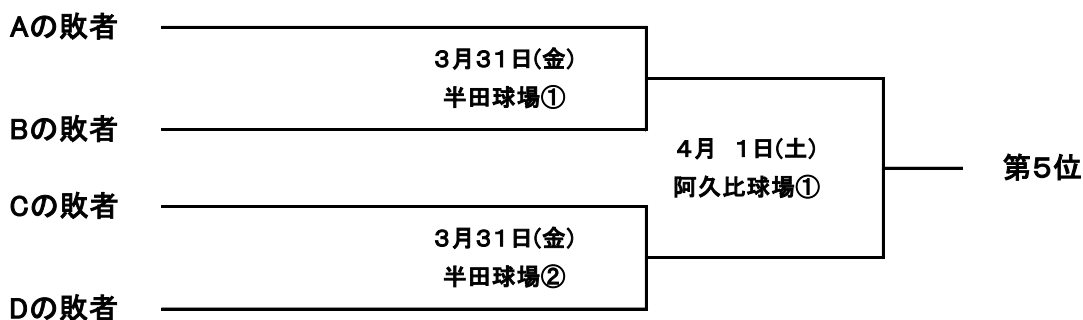 Aの敗者
3月31日(金)
半田球場①
Bの敗者
4月　1日(土)
阿久比球場①
第5位
Cの敗者
3月31日(金)
半田球場②
Dの敗者